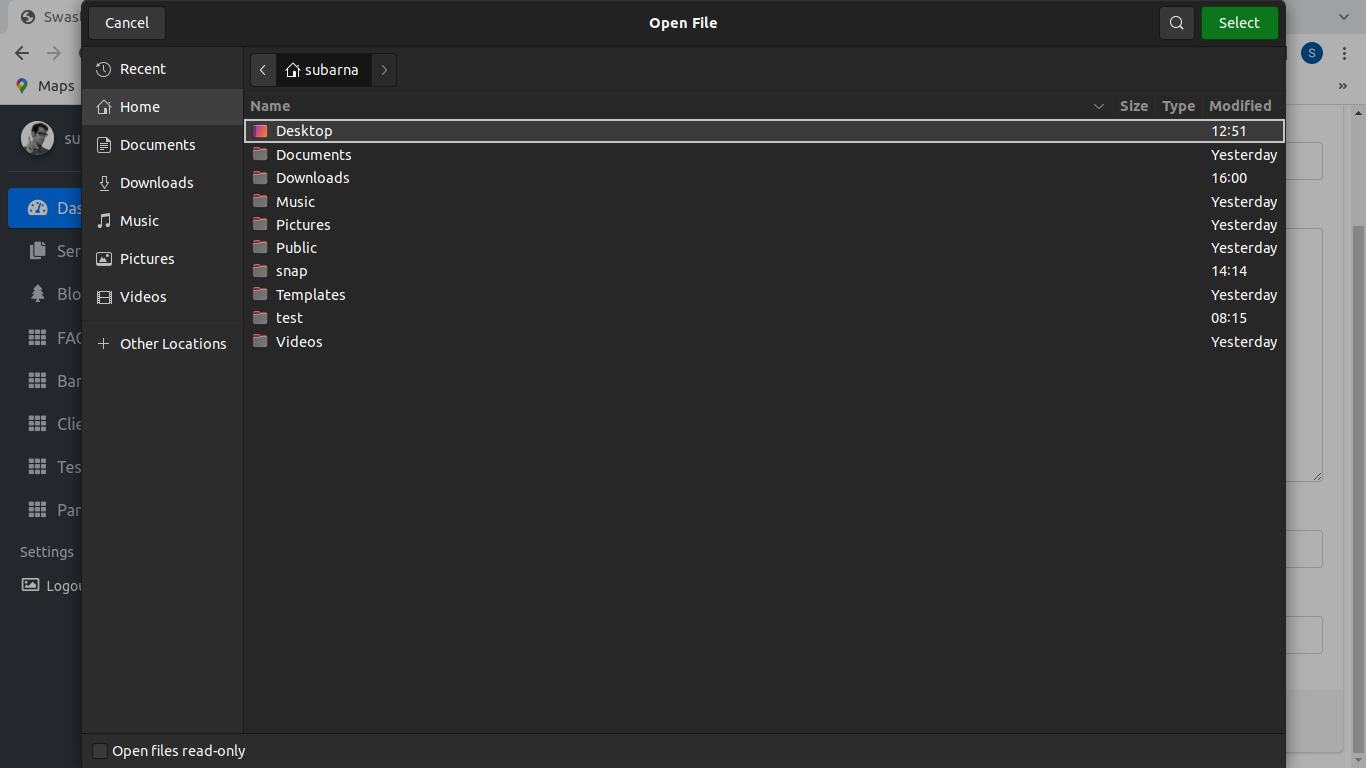 Swas
Cancel
Open File
Select
S
Maps
»
Recent
Home
Documents
Downloads
Music
Pictures
Videos
Other Locations
subarna
Name Size Type Modified
Desktop 12:51
Documents Yesterday
Downloads 16:00
Music Yesterday
Pictures Yesterday
Public Yesterday
snap 14:14
Templates Yesterday
test 08:15
Videos Yesterday
su
Das
Ser
Blo
FAQ
Ban
Clie
Tes
Par
Settings
Logou
Open files read-only